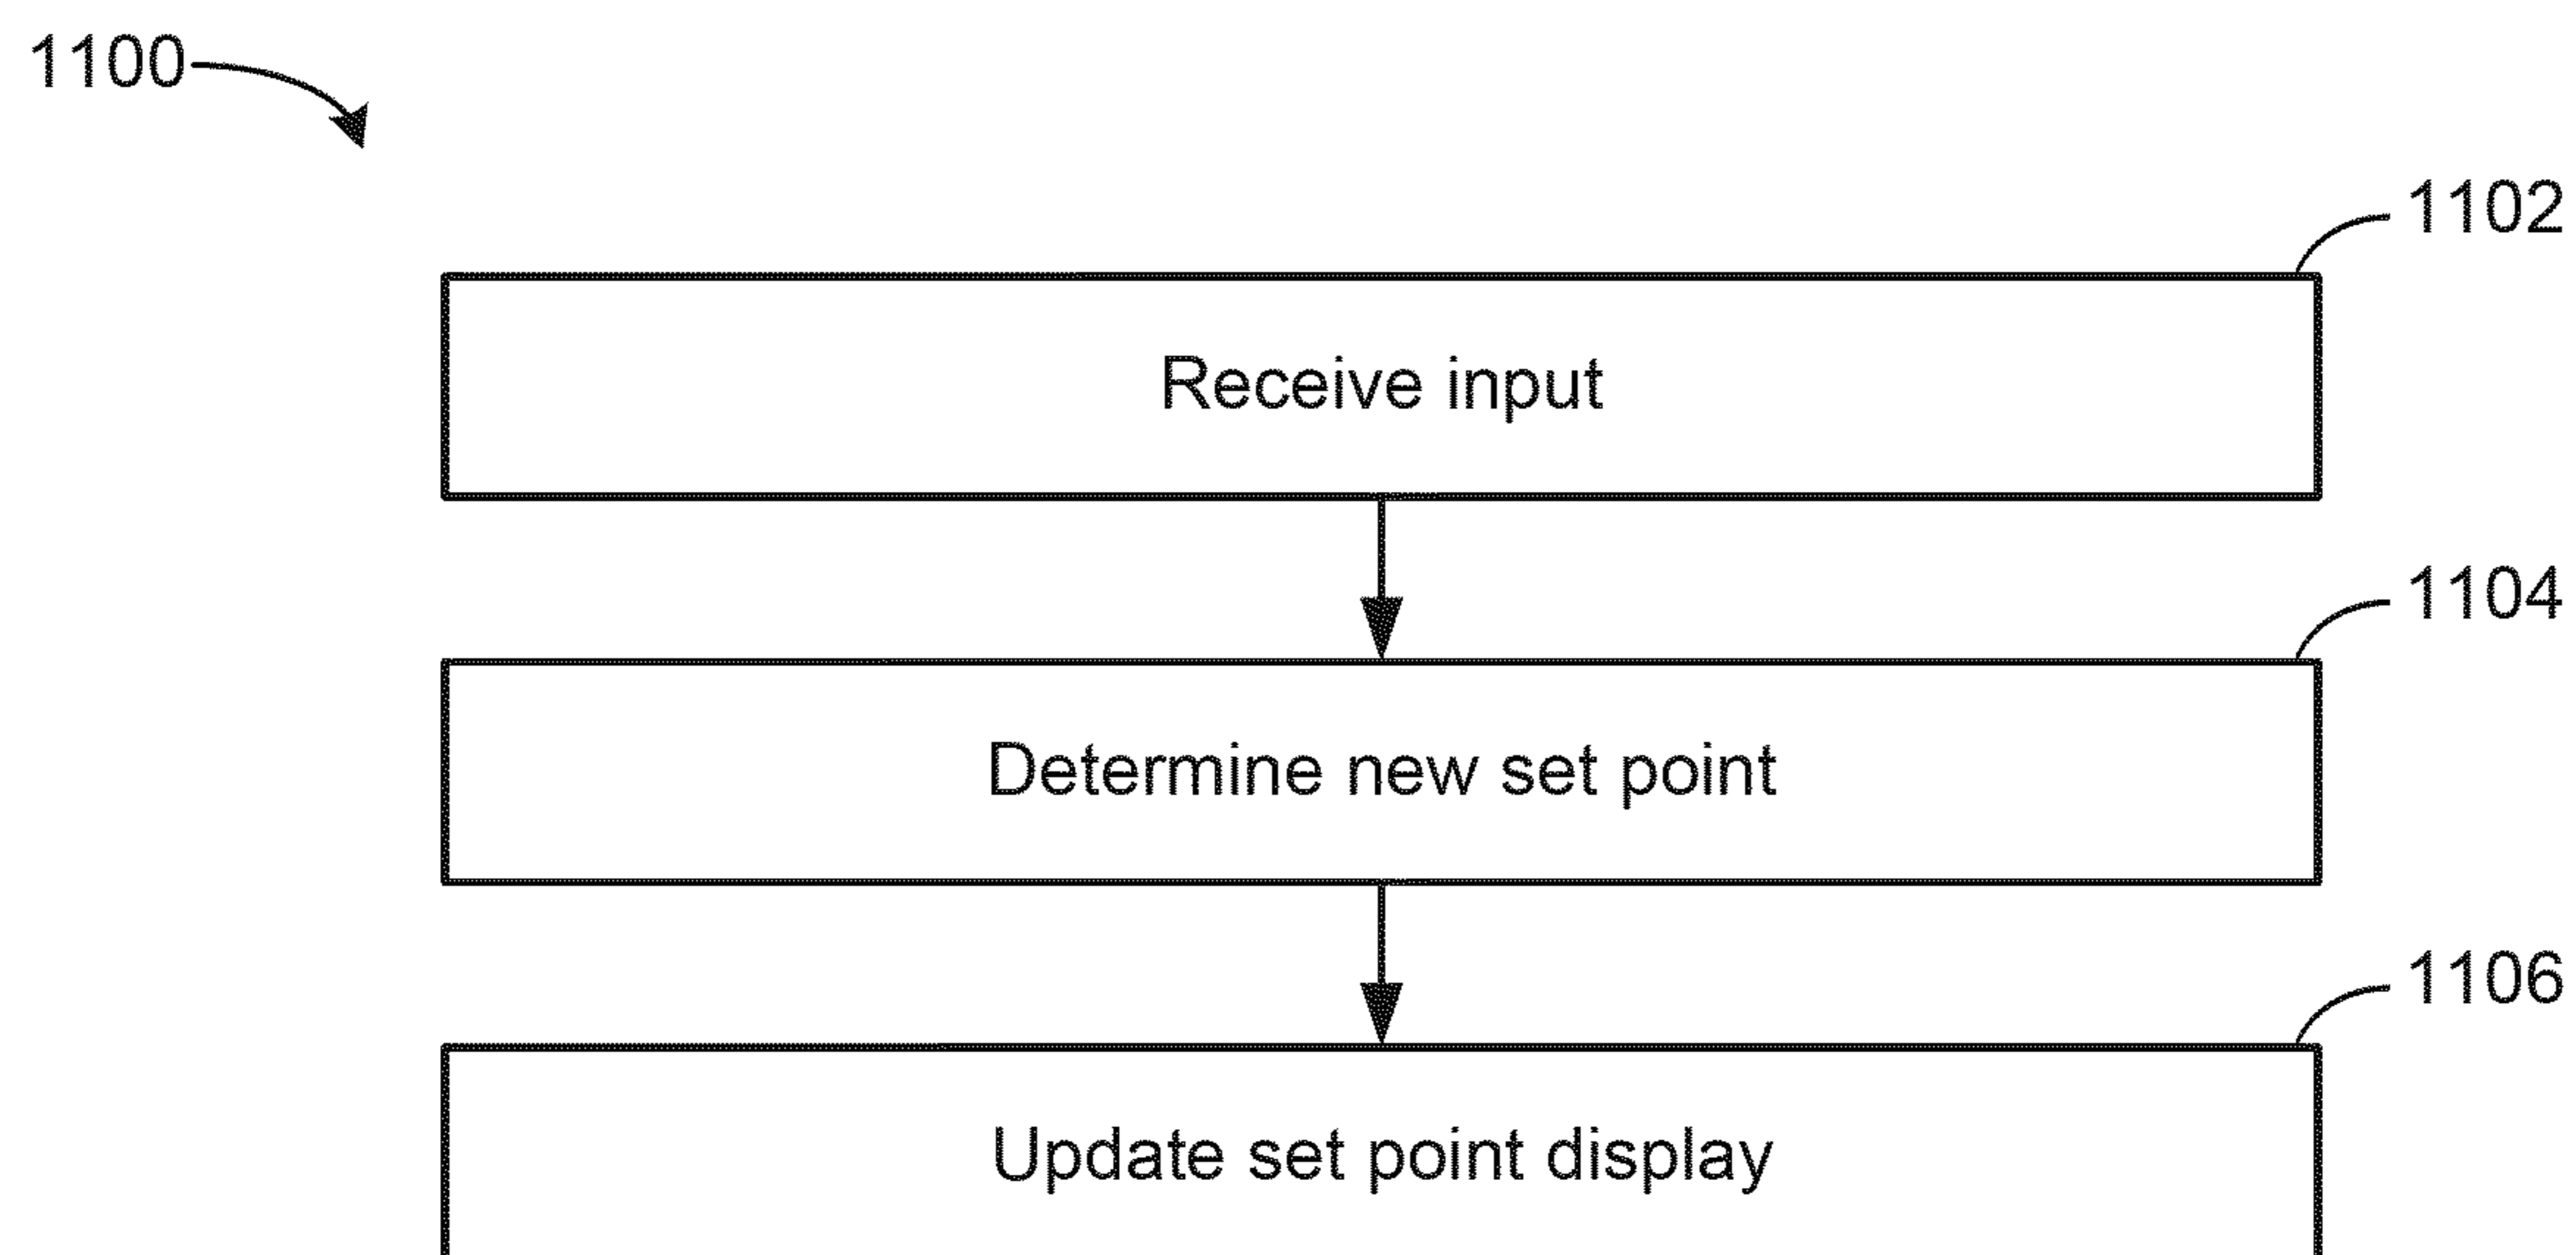 1100
1102
Receive input
1104
Determine new set point
1106
Update set point display